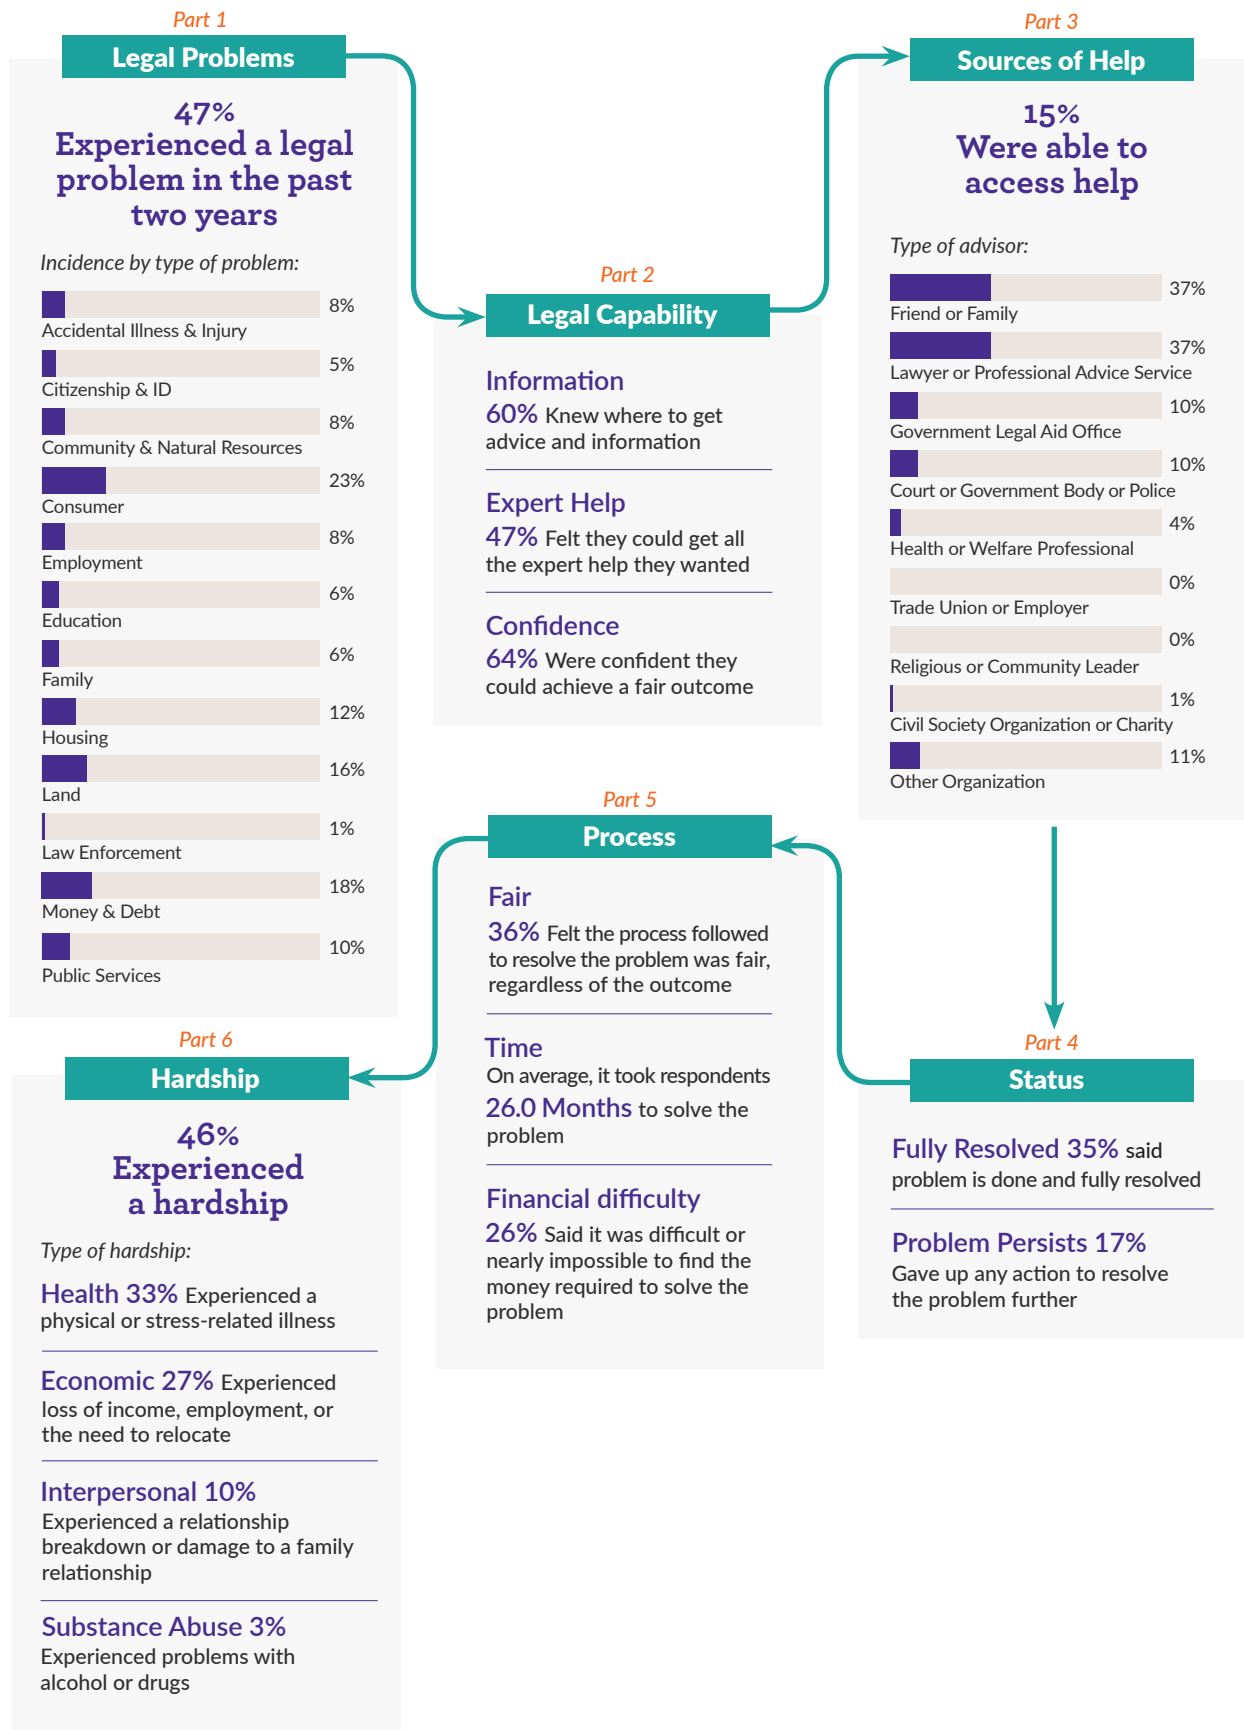 Part 1
Legal Problems
47%
Experienced a legal
problem in the past
two years
Incidence by type of problem:
8%
Accidental Illness & Injury
5%
Citizenship & ID
8%
Community & Natural Resources
23%
Consumer
8%
Employment
6%
Education
6%
Family
12%
Housing
16%
Land
1%
Law Enforcement
18%
Money & Debt
10%
Public Services
Part 2
Legal Capability
Information
60% Knew where to get
advice and information
Expert Help
47% Felt they could get all
the expert help they wanted
Confidence
64% Were confident they
could achieve a fair outcome
Part 3
Sources of Help
15%
Were able to
access help
Type of advisor:
37%
Friend or Family
37%
Lawyer or Professional Advice Service
10%
Government Legal Aid Office
10%
Court or Government Body or Police
4%
Health or Welfare Professional
0%
Trade Union or Employer
0%
Religious or Community Leader
1%
Civil Society Organization or Charity
11%
Other Organization
Part 4
Status
Fully Resolved 35% said
problem is done and fully resolved
Problem Persists 17%
Gave up any action to resolve
the problem further
Part 5
Process
Fair
36% Felt the process followed
to resolve the problem was fair,
regardless of the outcome
Time
On average, it took respondents
26.0 Months to solve the
problem
Financial difficulty
26% Said it was difficult or
nearly impossible to find the
money required to solve the
problem
Part 6
Hardship
46%
Experienced
a hardship
Type of hardship:
Health 33% Experienced a
physical or stress-related illness
Economic 27% Experienced
loss of income, employment, or
the need to relocate
Interpersonal 10%
Experienced a relationship
breakdown or damage to a family
relationship
Substance Abuse 3%
Experienced problems with
alcohol or drugs